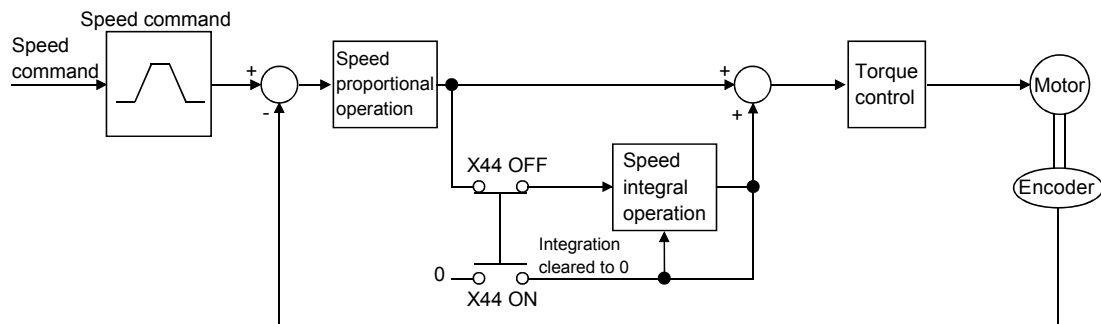 Speed command
Speed
command
+
-
Speed
proportional
operation
+
+
Torque
control
Motor
Encoder
X44 OFF
Speed
integral
operation
Integration
cleared to 0
0
X44 ON